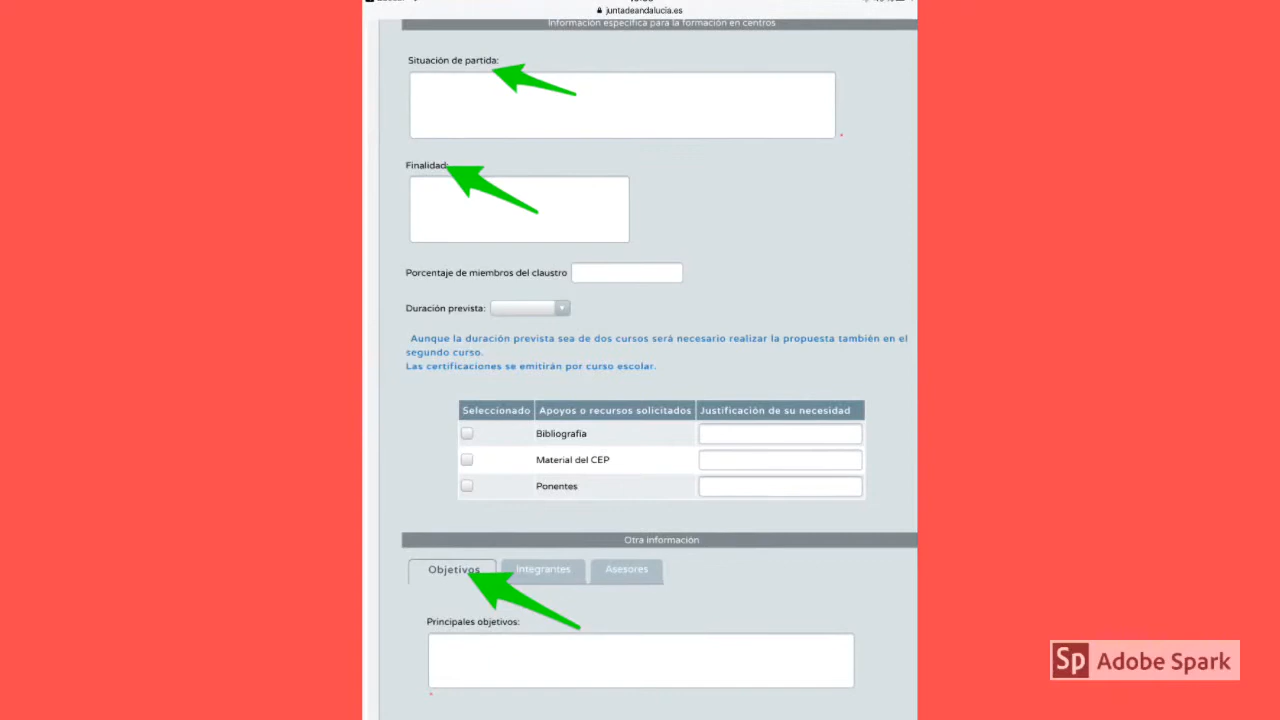 juntadeandalucia.es
Información específica para la formación en centros
Situación de partida:
*
Finalidad:
Porcentaje de miembros del claustro
Duración prevista:
Aunque la duración prevista sea de dos cursos será necesario realizar la propuesta también en el
segundo curso.
Las certificaciones se emitirán por curso escolar.
Seleccionado Apoyos o recursos solicitados Justificación de su necesidad
Bibliografía
Material del CEP
Ponentes
Otra información
Objetivos Integrantes Asesores
Principales objetivos:
*
Sp Adobe Spark